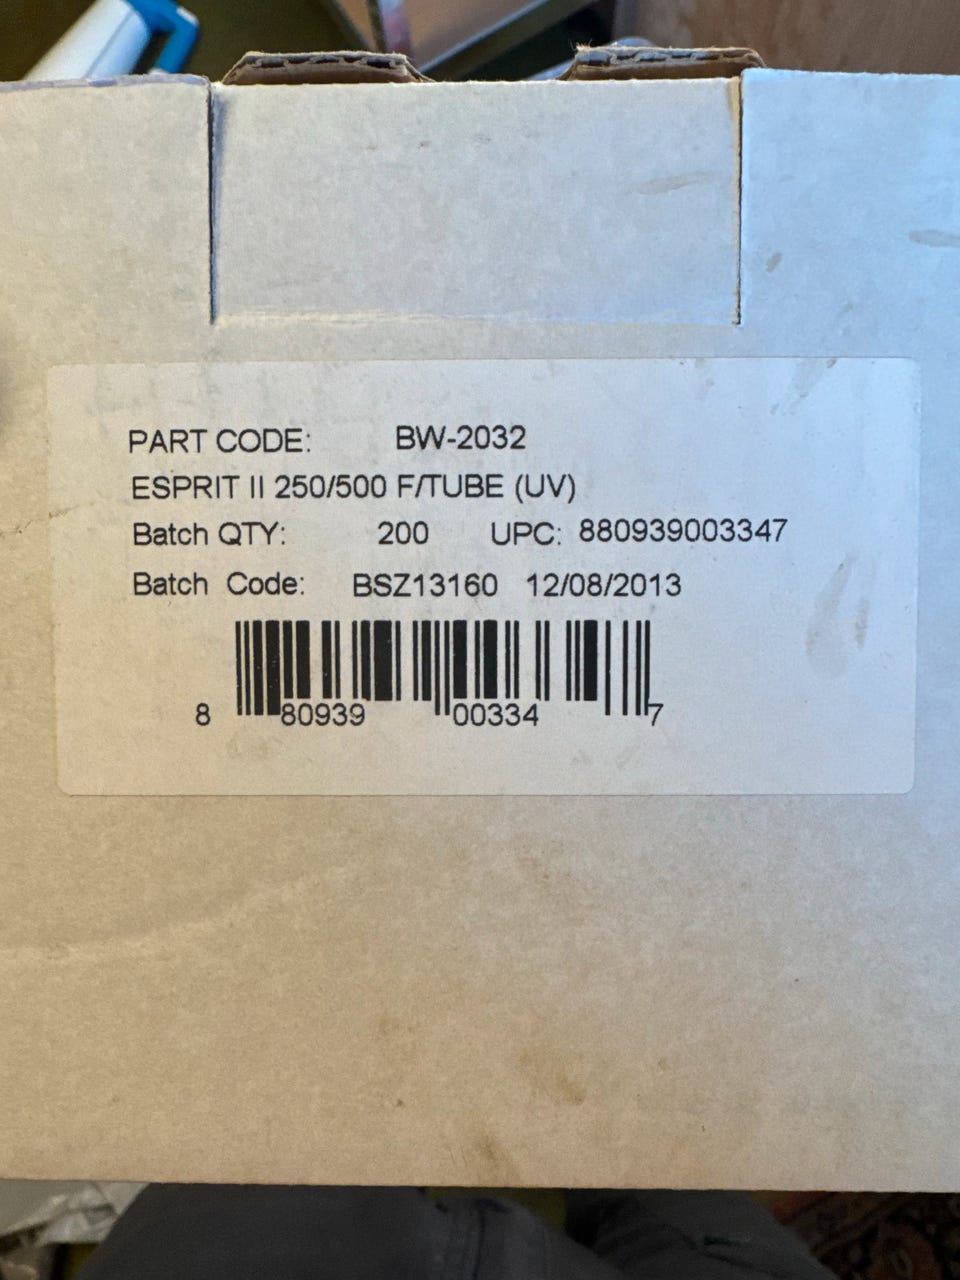 PART CODE: BW-2032
ESPRIT II 250/500 F/TUBE (UV)
Batch QTY: 200 UPC: 880939003347
Batch Code: BSZ13160 12/08/2013
8 80939 00334 7